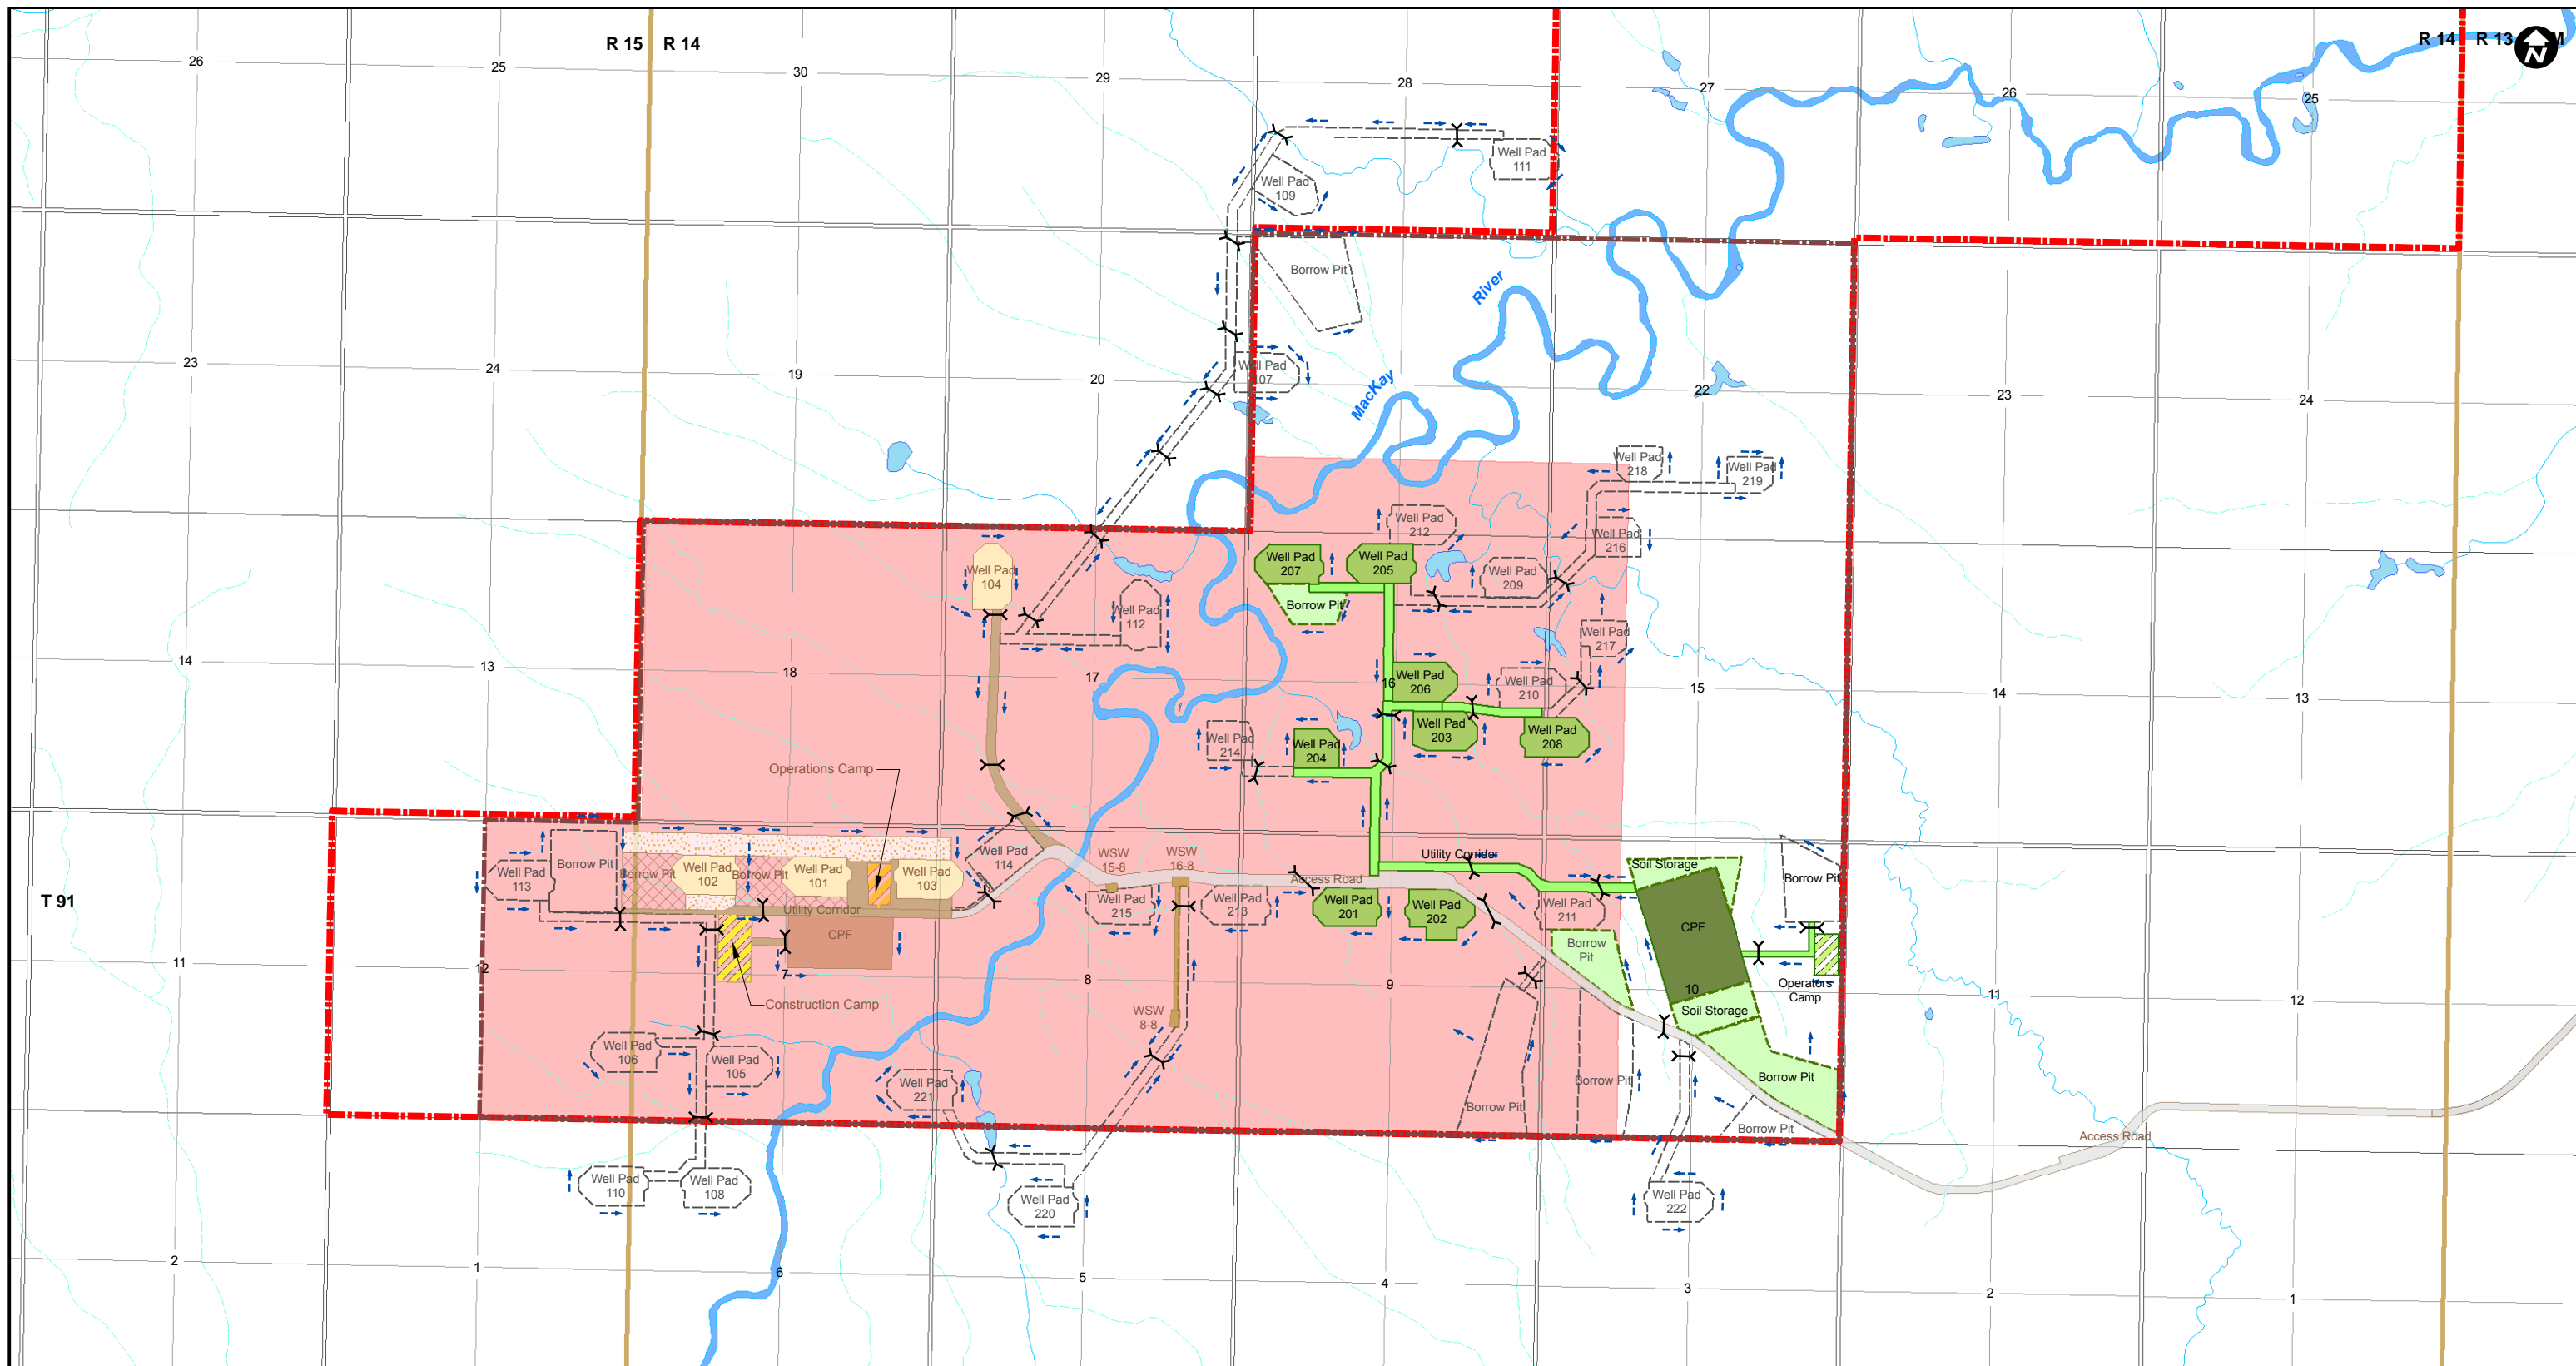 R 15
R 14
R 14
R 13
M
N
26
25
30
29
28
27
26
25
Well Pad
111
Well Pad
109
Borrow Pit
River
MacKay
23
24
19
20
Well Pad
107
22
23
24
Well Pad
218
Well Pad
219
Well Pad
212
Well Pad
216
Well Pad
104
Well Pad
207
Well Pad
205
Well Pad
209
Borrow Pit
Well Pad
112
Well Pad
217
14
13
18
17
16
Well Pad
206
Well Pad
210
15
14
13
Well Pad
214
Well Pad
204
Well Pad
203
Well Pad
208
Operations Camp
Well Pad
113
Borrow Pit
Borrow Pit
Well Pad
102
Borrow Pit
Well Pad
101
Well Pad
103
Well Pad
114
WSW
15-8
WSW
16-8
Utility Corridor
Access Road
Soil Storage
Borrow Pit
T 91
Utility Corridor
Well Pad
215
Well Pad
213
Well Pad
201
Well Pad
202
Well Pad
211
CPF
CPF
Borrow
Pit
11
12
7
8
9
10
11
12
Operators
Camp
Construction Camp
WSW
8-8
Soil Storage
Well Pad
106
Well Pad
105
Well Pad
221
Borrow Pit
Borrow Pit
Borrow Pit
Borrow Pit
Access Road
Well Pad
110
Well Pad
108
Well Pad
220
Well Pad
222
2
1
6
5
4
3
2
1